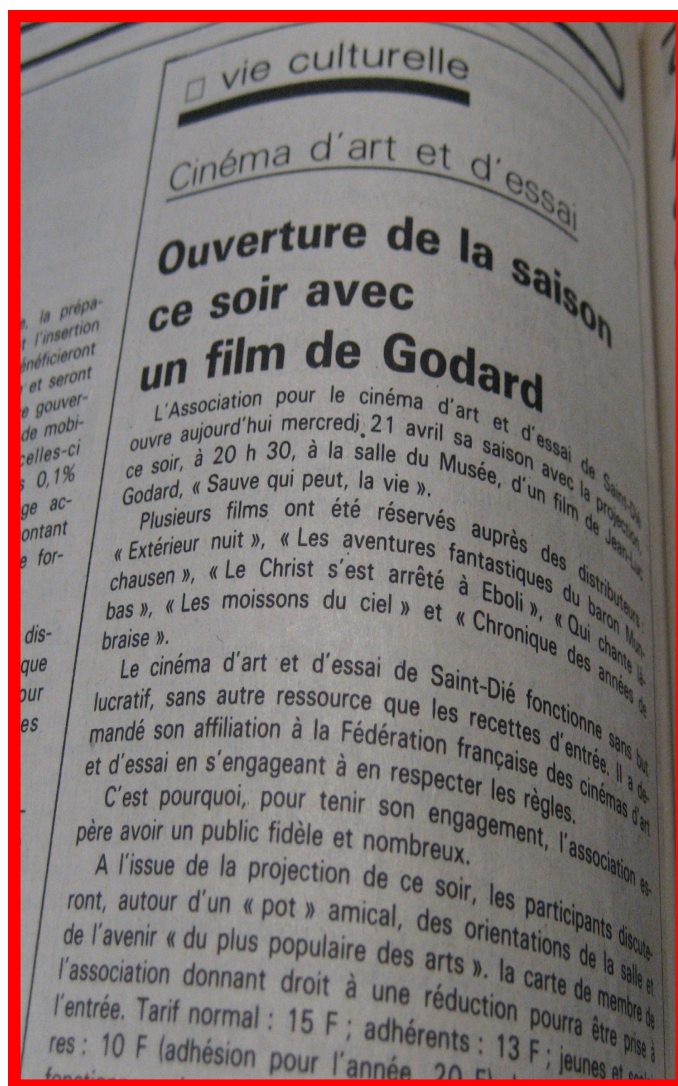 vie culturelle
Cinéma d'art et d'essai
Ouverture de la saison
ce soir avec
un film de Godard
L'Association pour le cinéma d'art et d'essai de Saint-Dié
ouvre aujourd'hui mercredi 21 avril sa saison avec la projection
ce soir, à 20 h 30, à la salle du Musée, d'un film de Jean-Luc
Godard, « Sauve qui peut, la vie ».
Plusieurs films ont été réservés auprès des distributeurs :
« Extérieur nuit », « Les aventures fantastiques du baron Mun-
chausen », « Le Christ s'est arrêté à Eboli », « Qui chante là-
bas », « Les moissons du ciel » et « Chronique des années de
braise ».
Le cinéma d'art et d'essai de Saint-Dié fonctionne sans but
lucratif, sans autre ressource que les recettes d'entrée. Il a de-
mandé son affiliation à la Fédération française des cinémas d'art
et d'essai en s'engageant à en respecter les règles.
C'est pourquoi, pour tenir son engagement, l'association es-
père avoir un public fidèle et nombreux.
A l'issue de la projection de ce soir, les participants discute-
ront, autour d'un « pot » amical, des orientations de la salle et
de l'avenir « du plus populaire des arts ». la carte de membre de
l'association donnant droit à une réduction pourra être prise à
l'entrée. Tarif normal : 15 F ; adhérents : 13 F ; jeunes et
res : 10 F (adhésion pour l'année, 20 F)
la prépa-
l'insertion
énéficieront
et seront
gouver-
de mobi-
celles-ci
0,1%
ge ac-
ontant
for-
dis-
que
our
es